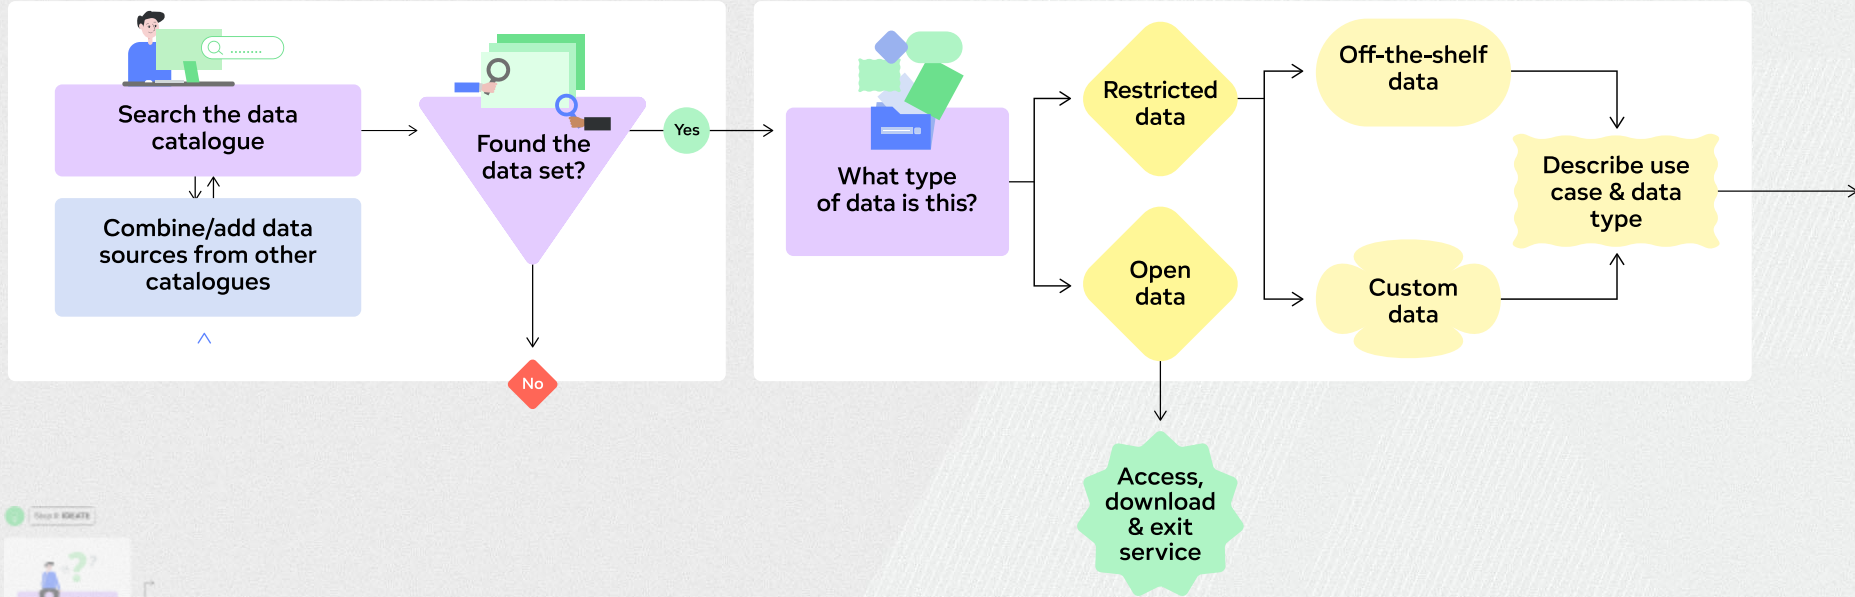 Search the data
catalogue
Combine/add data
sources from other
catalogues
Found the
data set?
Yes
No
What type
of data is this?
Restricted
data
Open
data
Off-the-shelf
data
Custom
data
Describe use
case & data
type
Access,
download
& exit
service